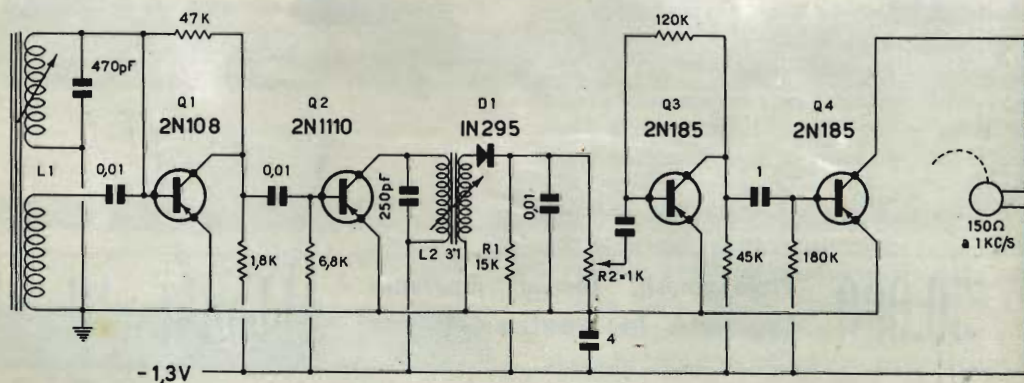 47K
120K
470pF
Q1
2N108
Q2
2N1110
D1
1N295
Q3
2N185
Q4
2N185
L1
0,01
0,01
250pF
0,01
1
1,8K
6,8K
L2 3:1
R1
15K
R2=1K
45K
180K
150Ω
a 1KC/S
4
-1,3V